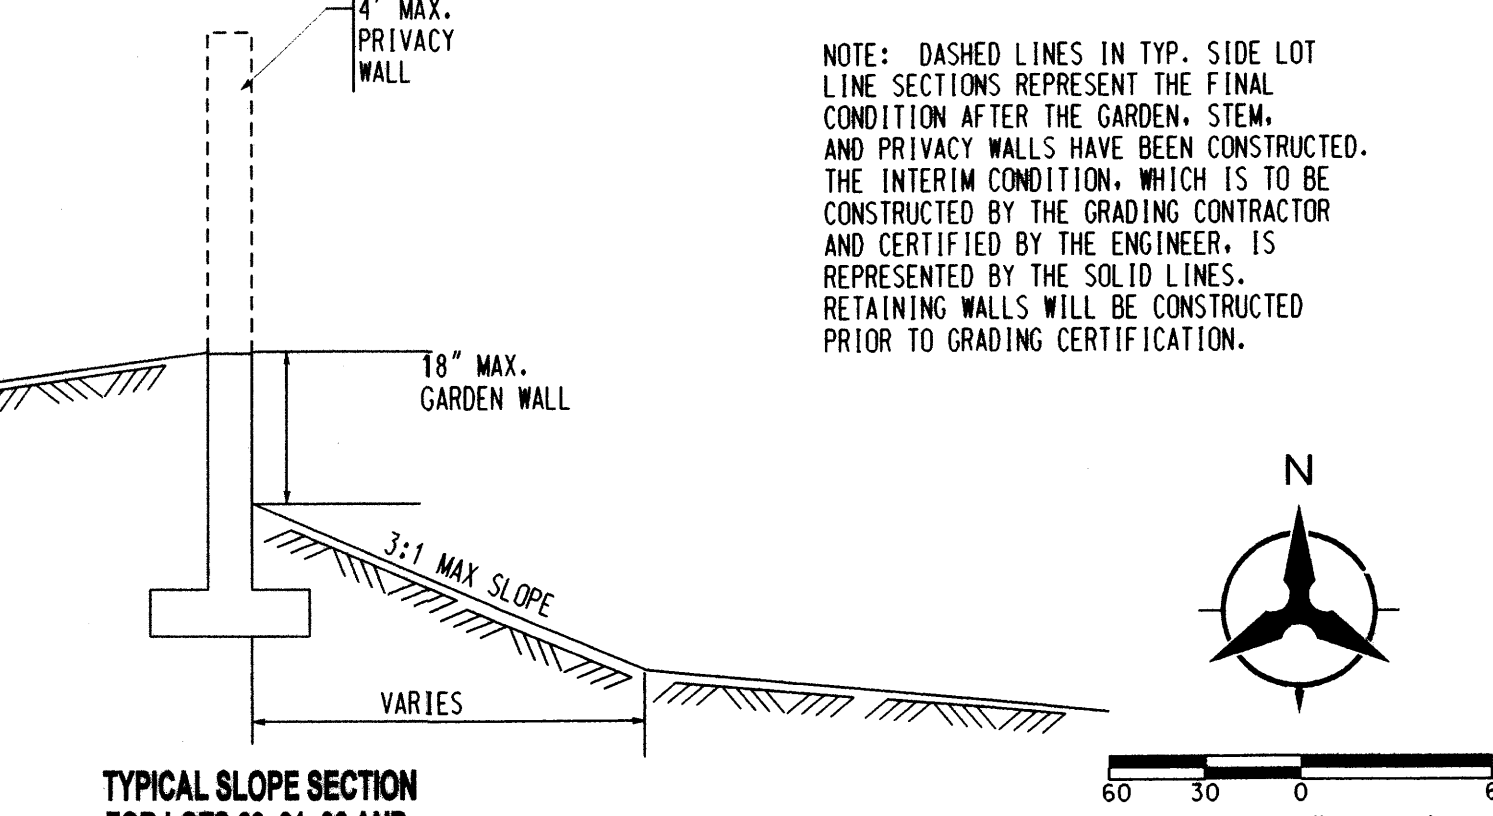 4' MAX.
PRIVACY
WALL
NOTE: DASHED LINES IN TYP. SIDE LOT
LINE SECTIONS REPRESENT THE FINAL
CONDITION AFTER THE GARDEN, STEM,
AND PRIVACY WALLS HAVE BEEN CONSTRUCTED.
THE INTERIM CONDITION, WHICH IS TO BE
CONSTRUCTED BY THE GRADING CONTRACTOR
AND CERTIFIED BY THE ENGINEER, IS
REPRESENTED BY THE SOLID LINES.
RETAINING WALLS WILL BE CONSTRUCTED
PRIOR TO GRADING CERTIFICATION.
18" MAX.
GARDEN WALL
N
3:1 MAX SLOPE
VARIES
TYPICAL SLOPE SECTION
60 30 0